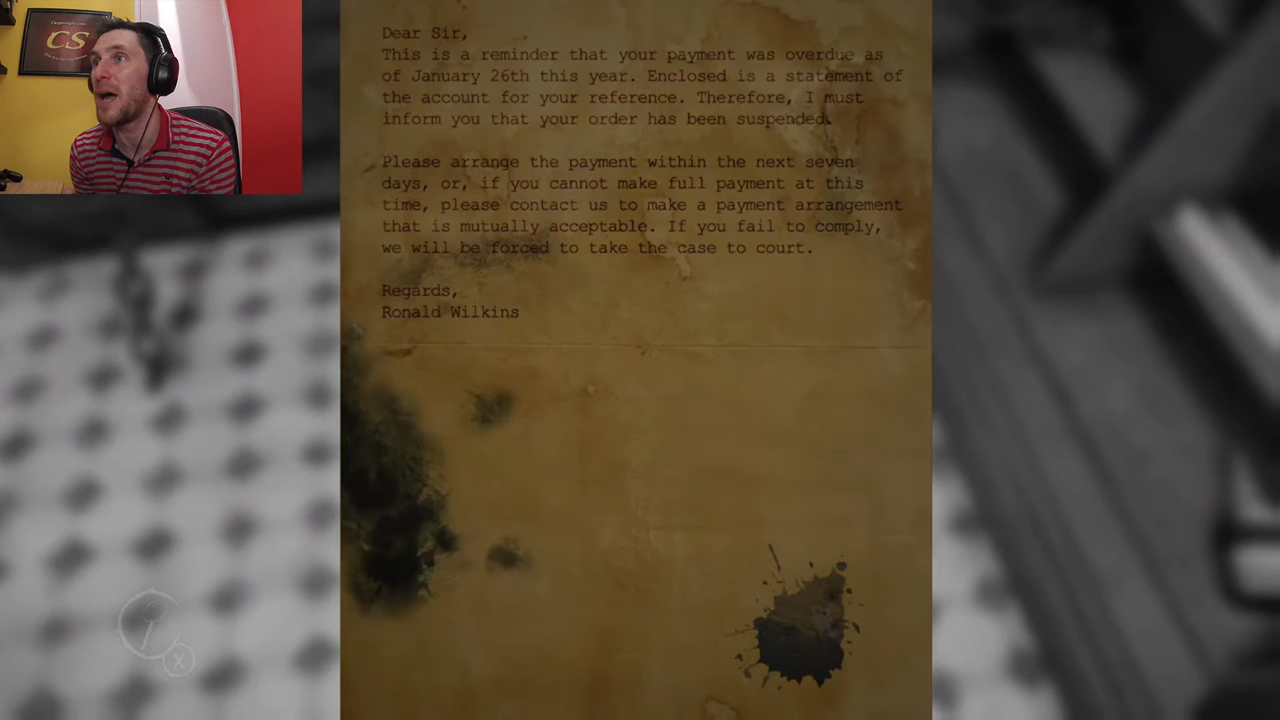 CS
Dear Sir,
This is a reminder that your payment was overdue as
of January 26th this year. Enclosed is a statement of
the account for your reference. Therefore, I must
inform you that your order has been suspended.
Please arrange the payment within the next seven
days, or, if you cannot make full payment at this
time, please contact us to make a payment arrangement
that is mutually acceptable. If you fail to comply,
we will be forced to take the case to court.
Regards,
Ronald Wilkins
X